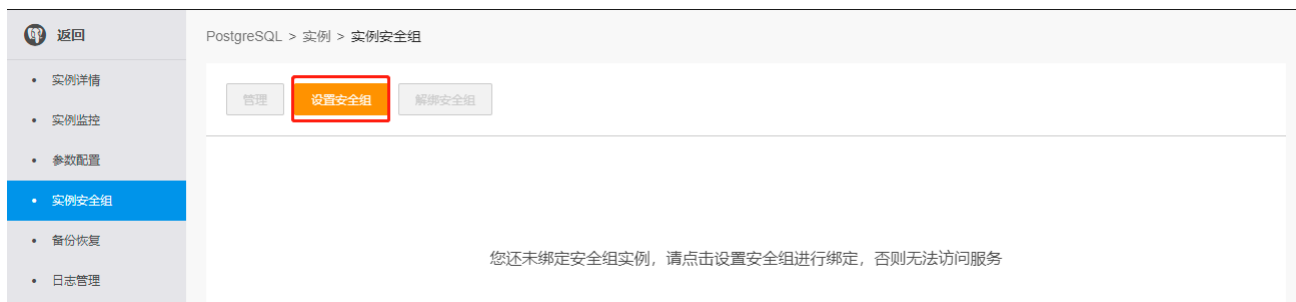 返回
PostgreSQL > 实例 > 实例安全组
• 实例详情
• 实例监控
• 参数配置
• 实例安全组
• 备份恢复
• 日志管理
管理 设置安全组 解绑安全组
您还未绑定安全组实例，请点击设置安全组进行绑定，否则无法访问服务